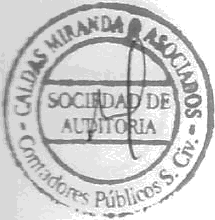 CALDAS MIRANDA & ASOCIADOS
SOCIEDAD DE
AUDITORIA
Contadores Públicos S. Civ.